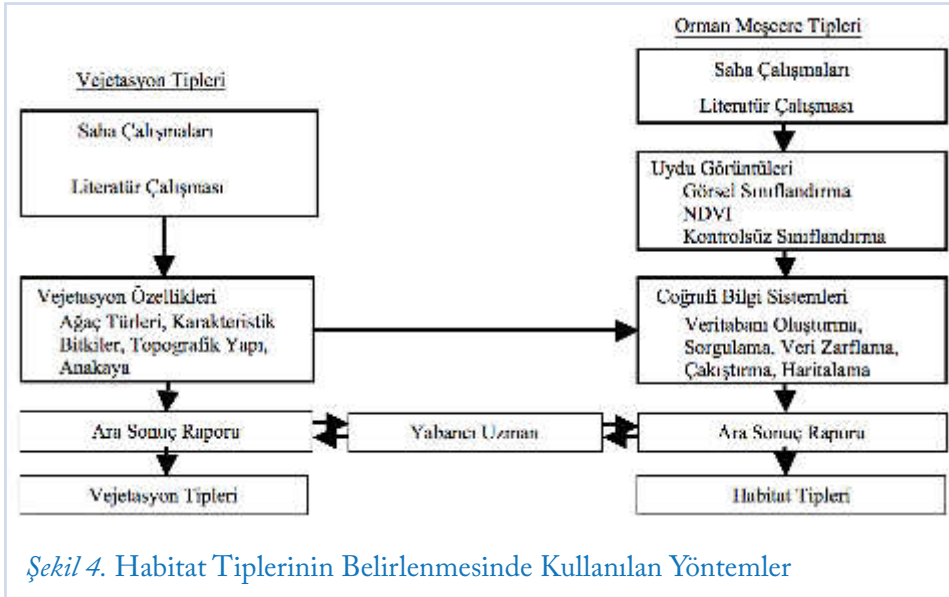 Vejetasyon Tipleri
Saha Çalışmaları
Literatür Çalışması
Vejetasyon Özellikleri
Ağaç Türleri, Karakteristik
Bitkiler, Topografik Yapı,
Anakaya
Ara Sonuç Raporu
Vejetasyon Tipleri
Yabancı Uzman
Orman Meşcere Tipleri
Saha Çalışmaları
Literatür Çalışması
Uydu Görüntüleri
Görsel Sınıflandırma
NDVI
Kontrolsüz Sınıflandırma
Coğrafi Bilgi Sistemleri
Veritabanı Oluşturma,
Sorgulama, Veri Zarflama,
Çakıştırma, Haritalama
Ara Sonuç Raporu
Habitat Tipleri
Şekil 4. Habitat Tiplerinin Belirlenmesinde Kullanılan Yöntemler